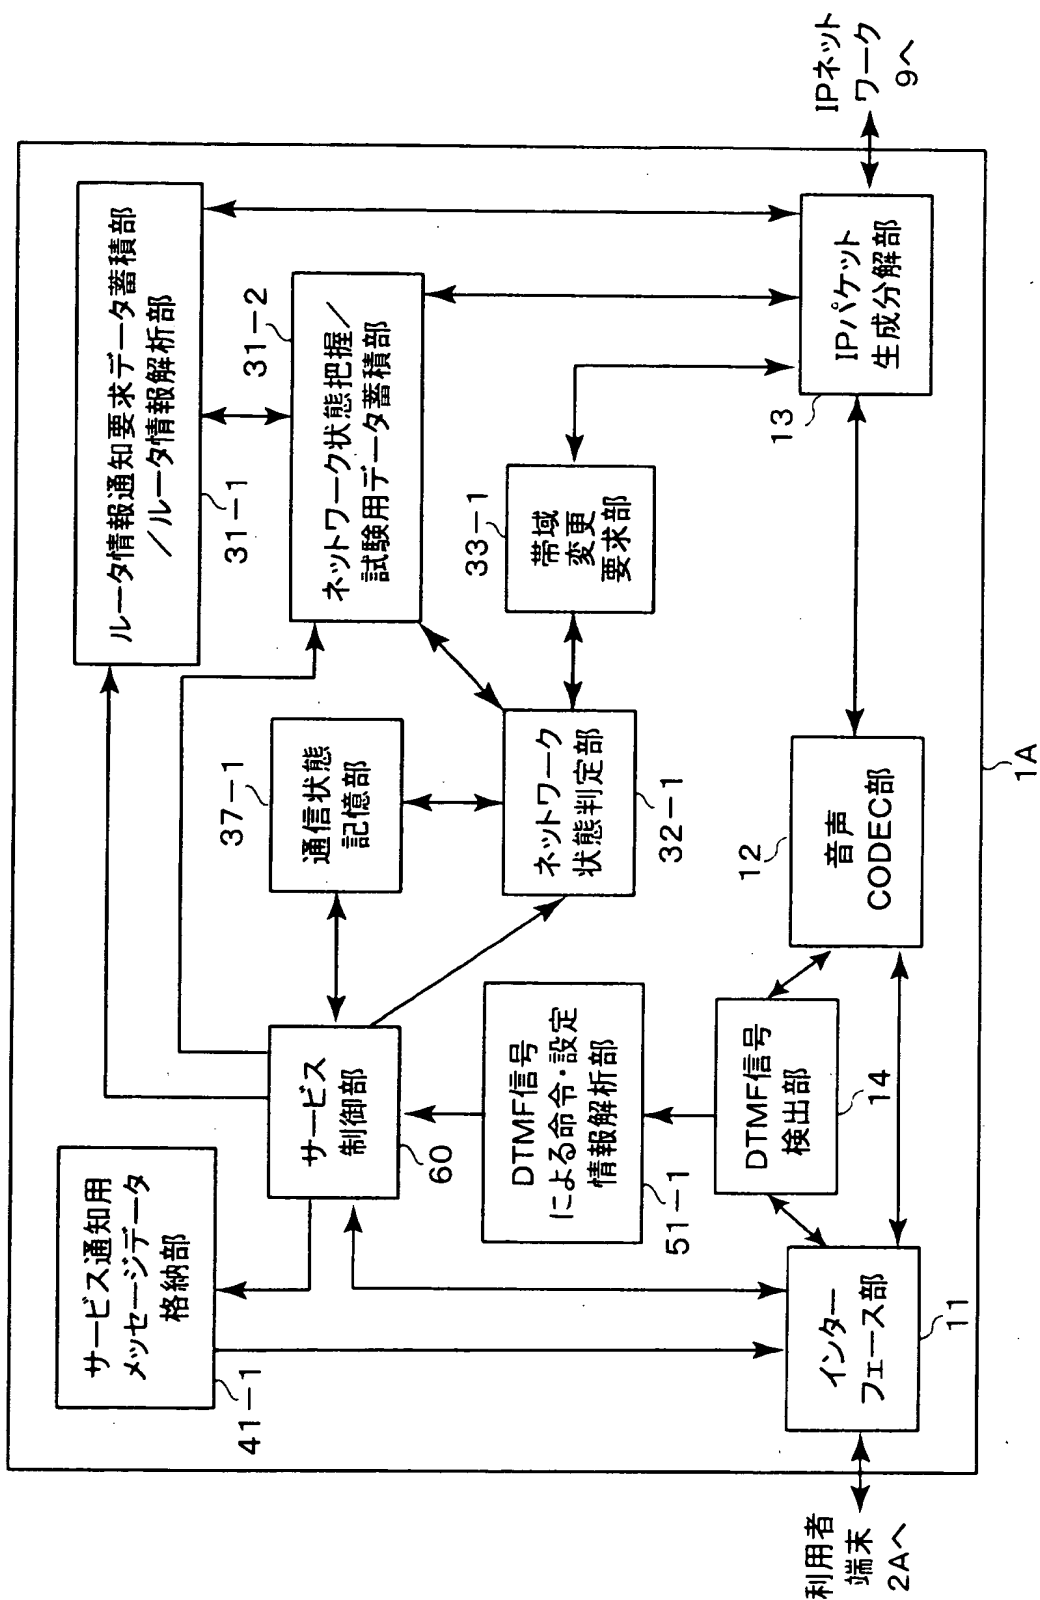 サービス通知用
メッセージデータ
格納部
41－1
ルータ情報通知要求データ蓄積部
／ルータ情報解析部
31－1
31－2
ネットワーク状態把握／
試験用データ蓄積部
37－1
通信状態
記憶部
サービス
制御部
60
33－1
帯域
変更
要求部
ネットワーク
状態判定部
32－1
DTMF信号
による命令・設定
情報解析部
51－1
DTMF信号
検出部
14
12
音声
CODEC部
13
IPパケット
生成分解部
インター
フェース部
11
利用者
端末
2Aへ
IPネット
ワーク
9へ
1A